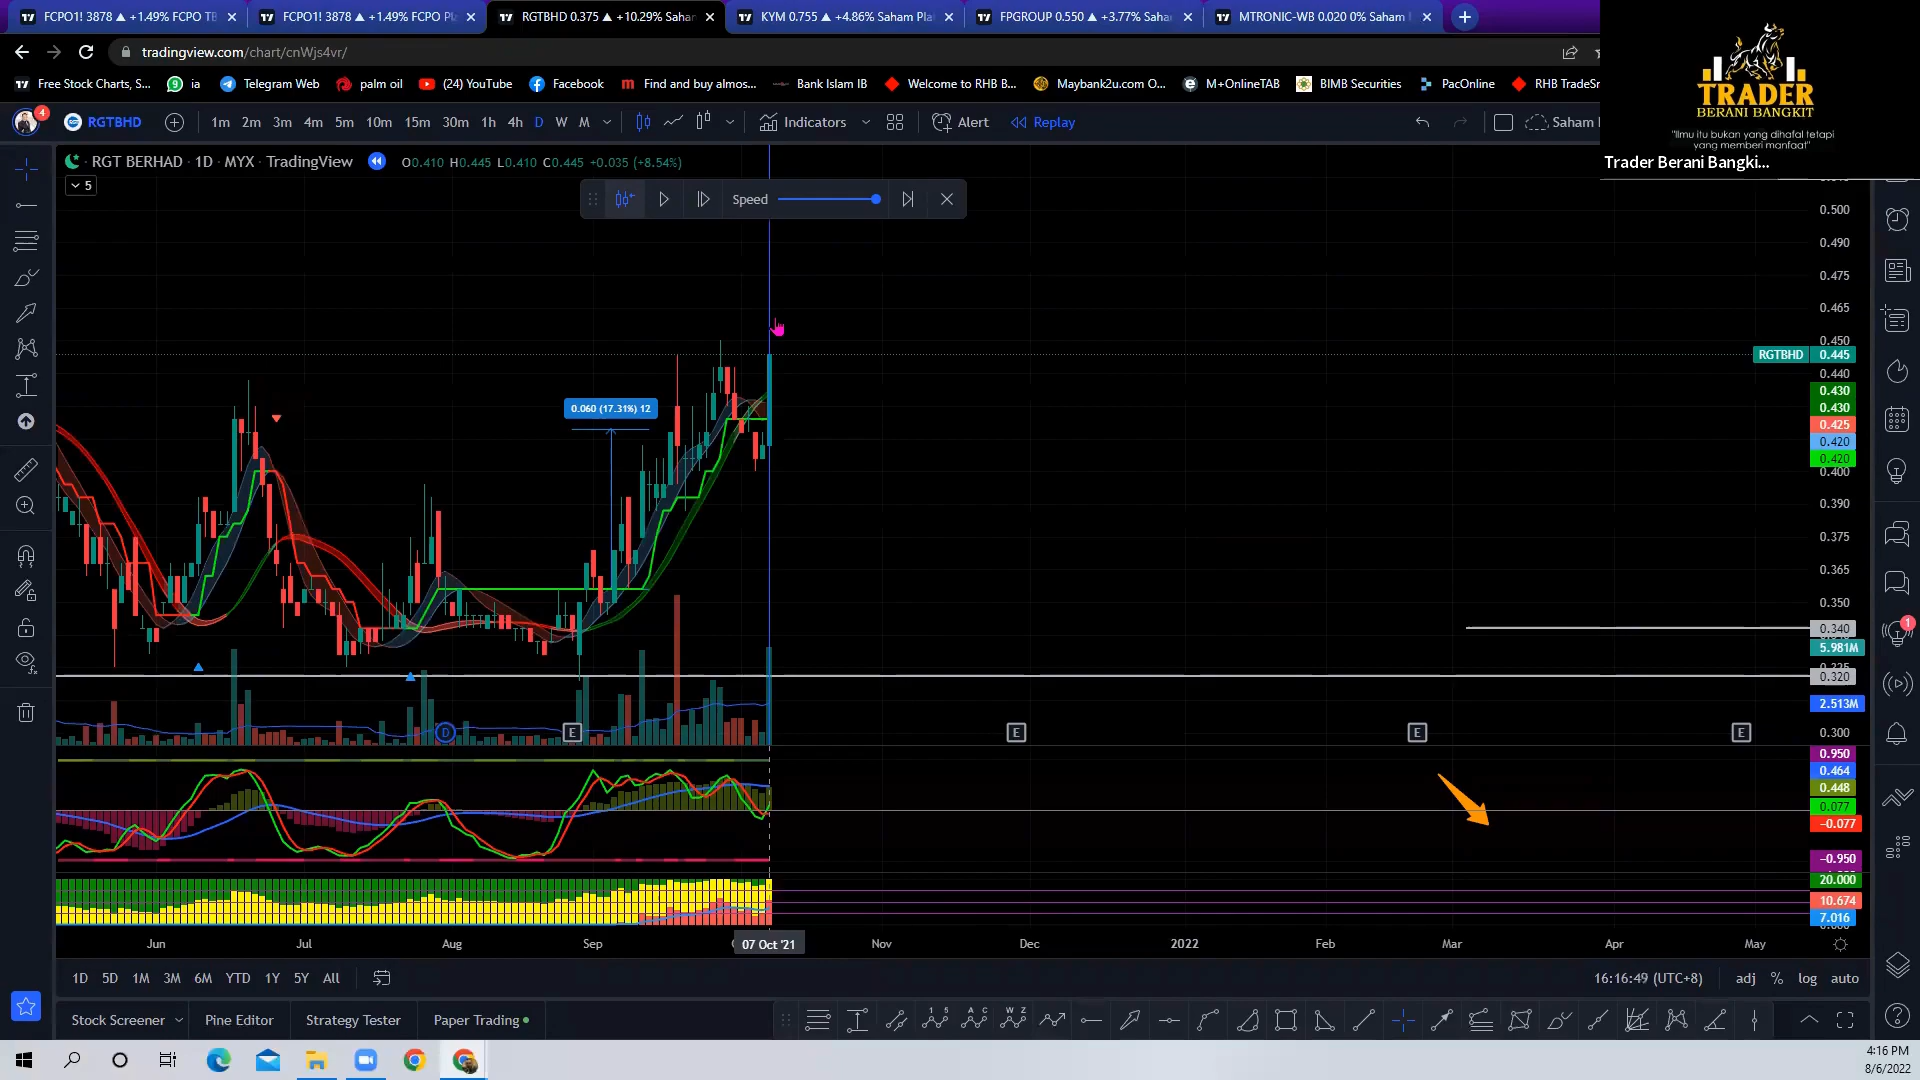 FCPO1! 3878 ▲ +1.49% FCPO TB
FCPO1! 3878 ▲ +1.49% FCPO Pl
RGTBHD 0.375 ▲ +10.29% Saham
KYM 0.755 ▲ +4.86% Saham Pla
FPGROUP 0.550 ▲ +3.77% Saha
MTRONIC-WB 0.020 0% Saham
tradingview.com/chart/cnWjs4vr/
Free Stock Charts, S...
ia
Telegram Web
palm oil
(24) YouTube
Facebook
Find and buy almos...
Bank Islam IB
Welcome to RHB B...
Maybank2u.com O...
M+OnlineTAB
BIMB Securities
PacOnline
RHB TradeSm
TRADER
BERANI BANGKIT
"Ilmu itu bukan yang dihafal tetapi
yang memberi manfaat"
Trader Berani Bangki...
4
RGTBHD
1m 2m 3m 4m 5m 10m 15m 30m 1h 4h D W M
Indicators
Alert
Replay
Saham
RGT BERHAD · 1D · MYX · TradingView
O0.410 H0.445 L0.410 C0.445 +0.035 (+8.54%)
5
Speed
0.500
0.490
0.475
0.465
0.450
RGTBHD 0.445
0.440
0.430
0.060 (17.31%) 12
0.430
0.425
0.420
0.420
0.400
0.390
0.375
0.365
0.350
0.340
1
5.981M
0.320
2.513M
D
E
E
E
E
0.300
0.950
0.464
0.448
0.077
−0.077
−0.950
20.000
10.674
7.016
Jun
Jul
Aug
Sep
07 Oct '21
Nov
Dec
2022
Feb
Mar
Apr
May
1D 5D 1M 3M 6M YTD 1Y 5Y All
16:16:49 (UTC+8)
adj % log auto
Stock Screener
Pine Editor
Strategy Tester
Paper Trading
4:16 PM
8/6/2022